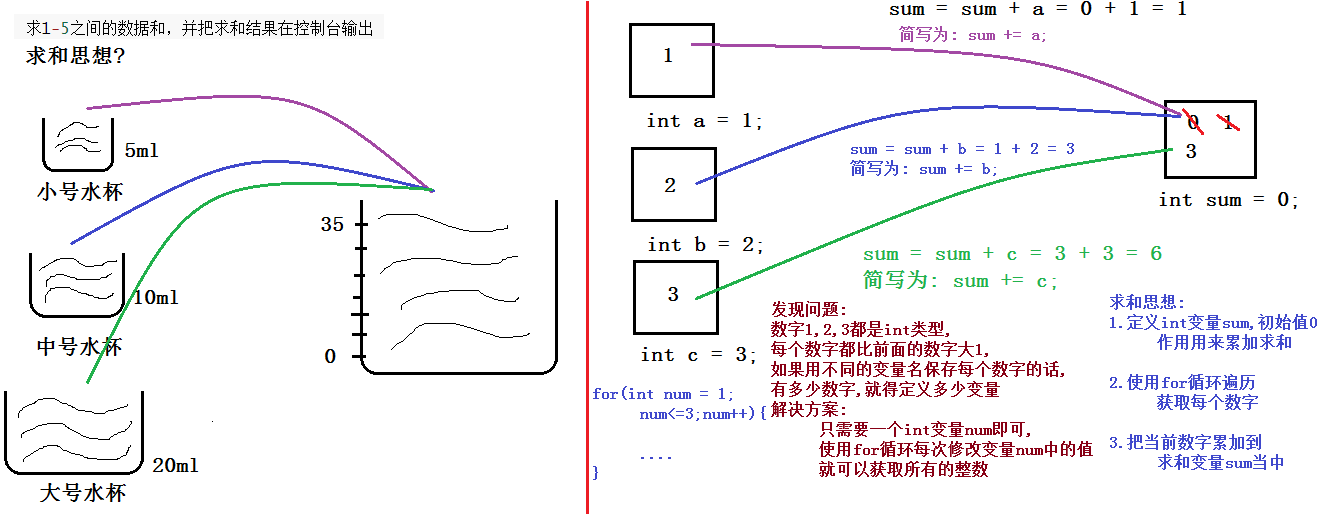 求1-5之间的数据和，并把求和结果在控制台输出
求和思想?
5ml
小号水杯
10ml
中号水杯
20ml
大号水杯
35
0
sum = sum + a = 0 + 1 = 1
简写为: sum += a;
1
int a = 1;
0 1
3
int sum = 0;
sum = sum + b = 1 + 2 = 3
简写为: sum += b;
2
int b = 2;
sum = sum + c = 3 + 3 = 6
简写为: sum += c;
3
int c = 3;
for(int num = 1;
num<=3;num++){
....
}
发现问题:
数字1,2,3都是int类型,
每个数字都比前面的数字大1,
如果用不同的变量名保存每个数字的话,
有多少数字,就得定义多少变量
解决方案:
只需要一个int变量num即可,
使用for循环每次修改变量num中的值
就可以获取所有的整数
求和思想:
1.定义int变量sum,初始值0
作用用来累加求和
2.使用for循环遍历
获取每个数字
3.把当前数字累加到
求和变量sum当中